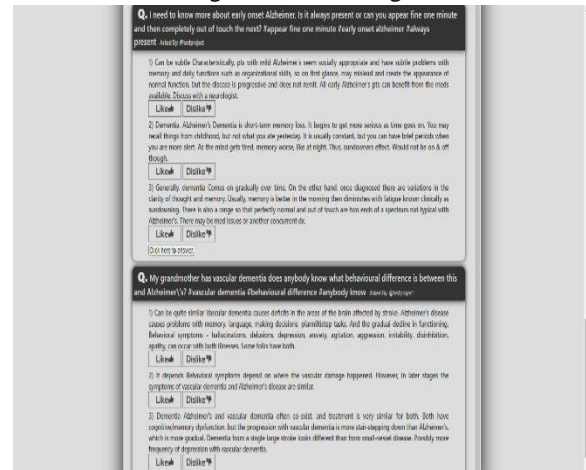 Q. I need to know more about early onset Alzheimer. Is it always present or can you appear fine one minute
and then completely out of touch the next? #appear fine one minute #early onset alzheimer #always
present Asked By: @testproject
1) Can be subtle Characteristically, pts with mild Alzheimer's seem socially appropriate and have subtle problems with
memory and daily functions such as organizational skills, so on first glance, may mislead and create the appearance of
normal function, but the disease is progressive and does not remit. All early Alzheimer's pts can benefit from the meds
available. Discuss with a neurologist.
Like Dislike
2) Dementia Alzheimer's Dementia is short-term memory loss. It begins to get more serious as time goes on. You may
recall things from childhood, but not what you ate yesterday. It is usually constant, but you can have brief periods when
you are more alert. As the mind gets tired, memory worse, like at night. Thus, sundowners effect. Would not be on & off
though.
Like Dislike
3) Generally, dementia Comes on gradually over time. On the other hand, once diagnosed there are variations in the
clarity of thought and memory. Usually, memory is better in the morning then diminishes with fatigue known clinically as
sundowning. There is also a range so that perfectly normal and out of touch are two ends of a spectrum not typical with
Alzheimer's. There may be med issues or another concurrent dx.
Like Dislike
Click here to answer.
Q. My grandmother has vascular dementia does anybody know what behavioural difference is between this
and Alzheimer\'s? #vascular dementia #behavioural difference #anybody know
1) Can be quite similar Vascular dementia causes deficits in the areas of the brain affected by stroke. Alzheimer's disease
causes problems with memory, language, making decisions, plan/multistep tasks. And the gradual decline in functioning.
Behavioral symptoms - hallucinations, delusions, depression, anxiety, agitation, aggression, irritability, disinhibition,
apathy, can occur with both illnesses. Some folks have both.
Like Dislike
2) It depends Behavioral symptoms depend on where the vascular damage happened. However, in later stages the
symptoms of vascular dementia and Alzheimer's disease are similar.
Like Dislike
3) Dementia Alzheimer's and vascular dementia often co-exist, and treatment is very similar for both. Both have
cognitive/memory dysfunction, but the progression with vascular dementia is more stair-stepping down than Alzheimer's,
which is more gradual. Dementia from a single large stroke looks different than from small-vessel disease. Possibly more
frequency of depression with vascular dementia.
Like Dislike